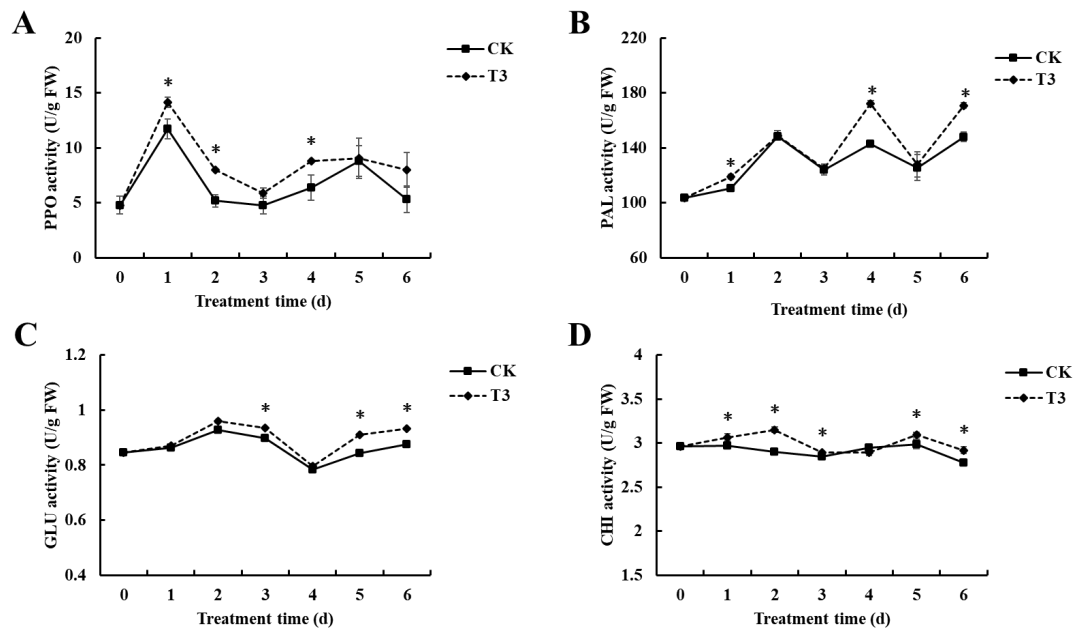 A
PPO activity (U/g FW)
20
15
10
5
0
*
*
*
0 1 2 3 4 5 6
Treatment time (d)
CK
T3
B
PAL activity (U/g FW)
220
180
140
100
60
*
*
*
0 1 2 3 4 5 6
Treatment time (d)
CK
T3
C
GLU activity (U/g FW)
1.2
1
0.8
0.6
0.4
*
*
*
0 1 2 3 4 5 6
Treatment time (d)
CK
T3
D
CHI activity (U/g FW)
4
3.5
3
2.5
2
1.5
*
*
*
*
*
0 1 2 3 4 5 6
Treatment time (d)
CK
T3